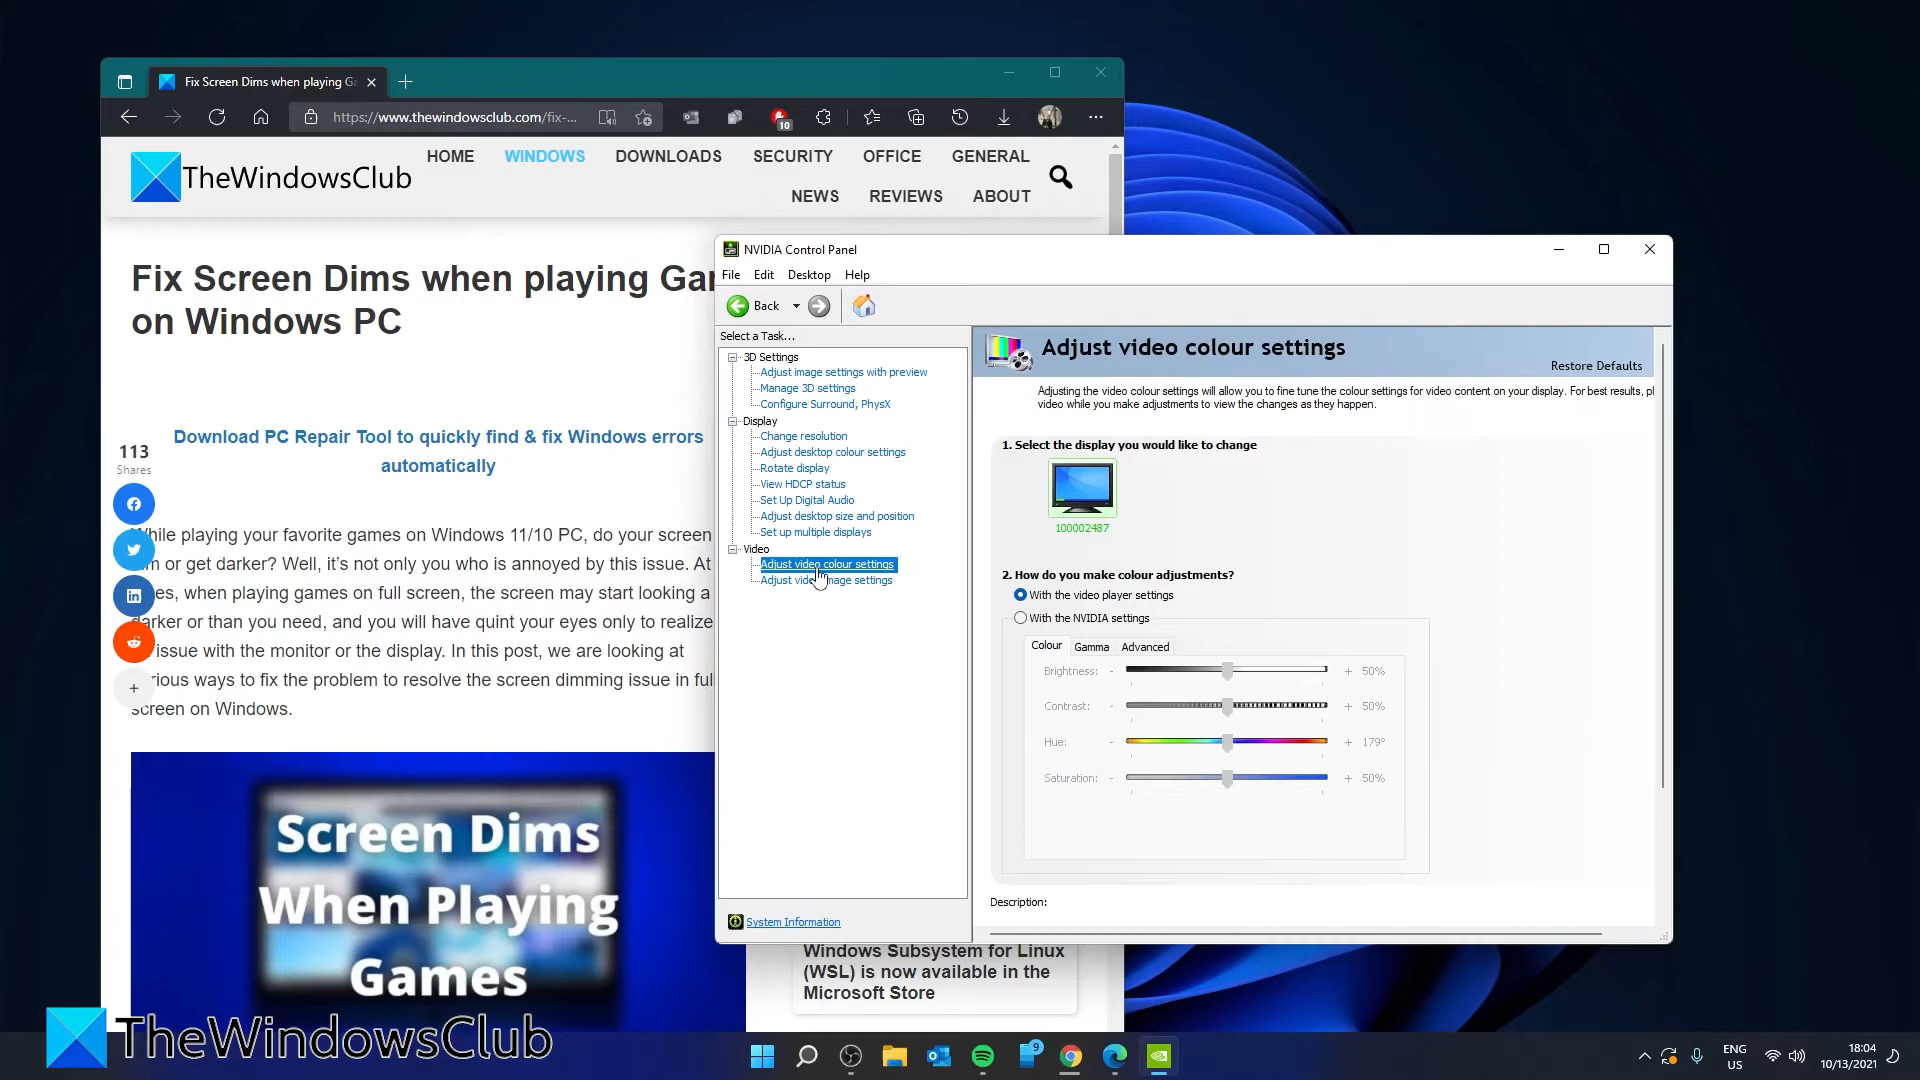 Fix Screen Dims when playing Ga
https://www.thewindowsclub.com/fix-...
10
TheWindowsClub
HOME
WINDOWS
DOWNLOADS
SECURITY
OFFICE
GENERAL
NEWS
REVIEWS
ABOUT
Fix Screen Dims when playing Gam
on Windows PC
Download PC Repair Tool to quickly find & fix Windows errors
automatically
113
Shares
While playing your favorite games on Windows 11/10 PC, do your screen
m or get darker? Well, it's not only you who is annoyed by this issue. At
es, when playing games on full screen, the screen may start looking a
darker or than you need, and you will have quint your eyes only to realize
issue with the monitor or the display. In this post, we are looking at
rious ways to fix the problem to resolve the screen dimming issue in full
screen on Windows.
Screen Dims
When Playing
Games
Windows Subsystem for Linux
(WSL) is now available in the
Microsoft Store
NVIDIA Control Panel
File
Edit
Desktop
Help
Back
Select a Task...
3D Settings
Adjust image settings with preview
Manage 3D settings
Configure Surround, PhysX
Display
Change resolution
Adjust desktop colour settings
Rotate display
View HDCP status
Set Up Digital Audio
Adjust desktop size and position
Set up multiple displays
Video
Adjust video colour settings
Adjust video image settings
System Information
Adjust video colour settings
Restore Defaults
Adjusting the video colour settings will allow you to fine tune the colour settings for video content on your display. For best results, pl
video while you make adjustments to view the changes as they happen.
1. Select the display you would like to change
100002487
2. How do you make colour adjustments?
With the video player settings
With the NVIDIA settings
Colour
Gamma
Advanced
Brightness: - + 50%
Contrast: - + 50%
Hue: - + 179°
Saturation: - + 50%
Description:
TheWindowsClub
9
ENG
US
18:04
10/13/2021